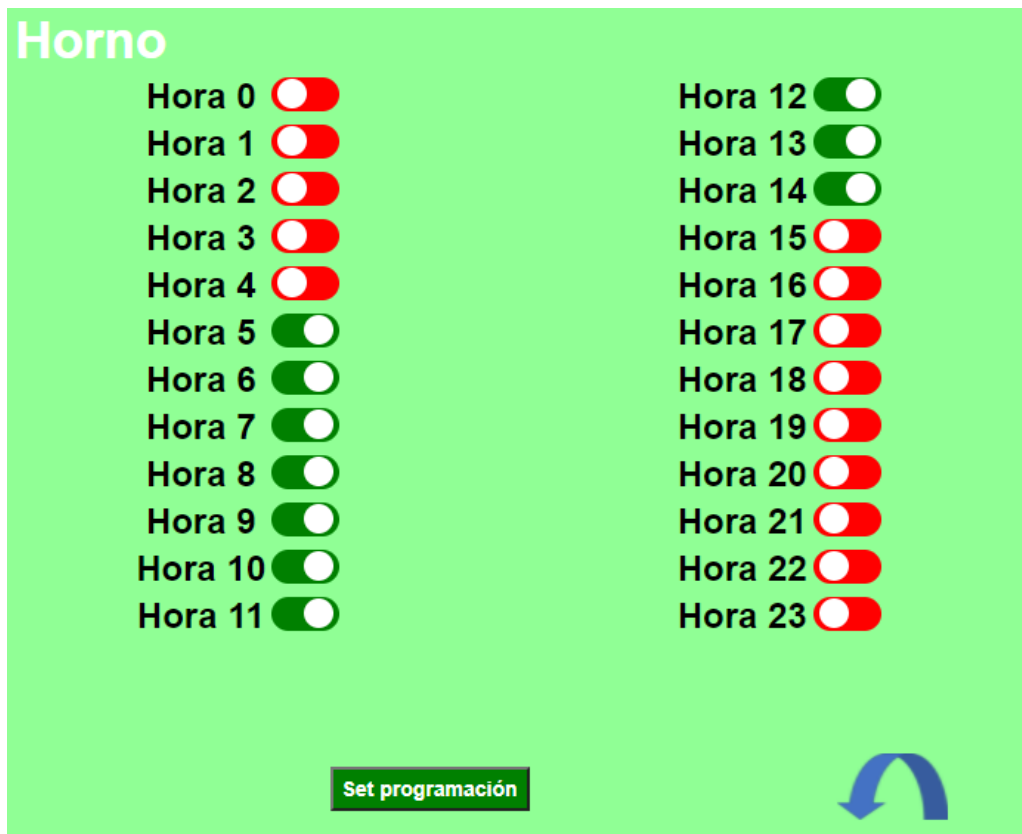 Horno
Hora 0
Hora 1
Hora 2
Hora 3
Hora 4
Hora 5
Hora 6
Hora 7
Hora 8
Hora 9
Hora 10
Hora 11
Hora 12
Hora 13
Hora 14
Hora 15
Hora 16
Hora 17
Hora 18
Hora 19
Hora 20
Hora 21
Hora 22
Hora 23
Set programación